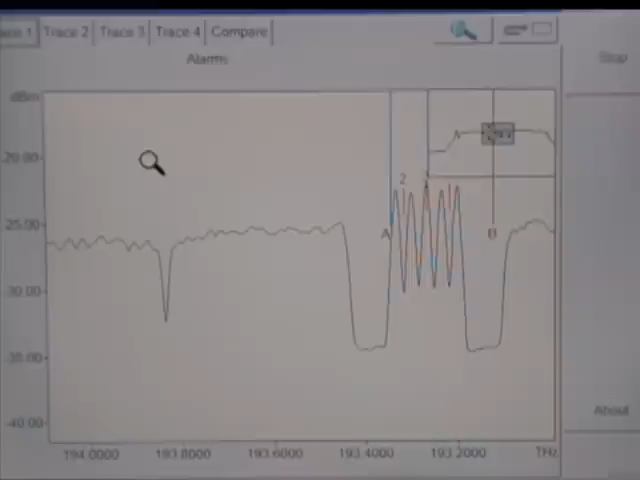 Trace 2 Trace 3 Trace 4 Compare
Alarms
Stop
dBm
-20.00
2
-25.00
A
B
-30.00
-35.00
-40.00
About
194.0000 193.8000 193.6000 193.4000 193.2000 THz